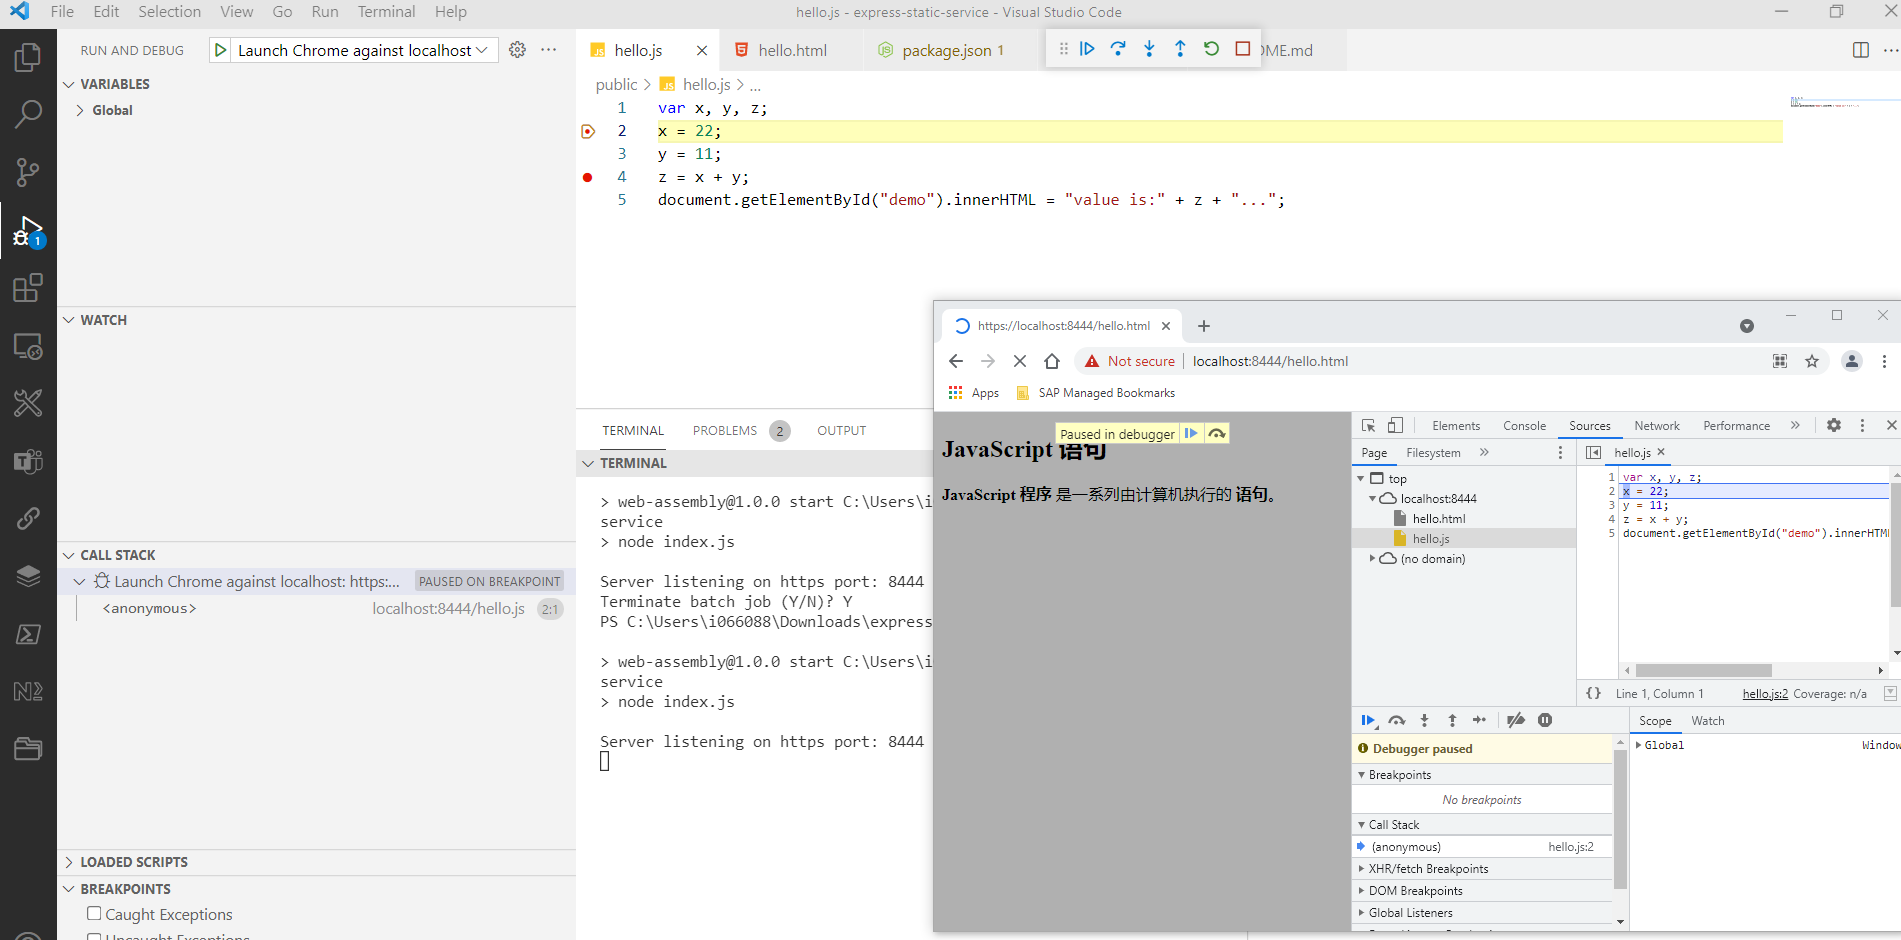 File Edit Selection View Go Run Terminal Help
hello.js - express-static-service - Visual Studio Code
RUN AND DEBUG
Launch Chrome against localhost
VARIABLES
Global
WATCH
CALL STACK
Launch Chrome against localhost: https:...
PAUSED ON BREAKPOINT
<anonymous>
localhost:8444/hello.js
2:1
LOADED SCRIPTS
BREAKPOINTS
Caught Exceptions
Uncaught Exceptions
1
hello.js
hello.html
package.json 1
ME.md
public > hello.js > ...
1 var x, y, z;
2 x = 22;
3 y = 11;
4 z = x + y;
5 document.getElementById("demo").innerHTML = "value is:" + z + "...";
TERMINAL
PROBLEMS 2
OUTPUT
TERMINAL
> web-assembly@1.0.0 start C:\Users\i
service
> node index.js
Server listening on https port: 8444
Terminate batch job (Y/N)? Y
PS C:\Users\i066088\Downloads\express
> web-assembly@1.0.0 start C:\Users\i
service
> node index.js
Server listening on https port: 8444
https://localhost:8444/hello.html
Not secure
localhost:8444/hello.html
Apps
SAP Managed Bookmarks
Paused in debugger
JavaScript 语句
JavaScript 程序 是一系列由计算机执行的 语句。
Elements Console Sources Network Performance
Page Filesystem
top
localhost:8444
hello.html
hello.js
(no domain)
hello.js
1 var x, y, z;
2 x = 22;
3 y = 11;
4 z = x + y;
5 document.getElementById("demo").innerHTM
{} Line 1, Column 1
hello.js:2 Coverage: n/a
Debugger paused
Breakpoints
No breakpoints
Call Stack
(anonymous)
hello.js:2
XHR/fetch Breakpoints
DOM Breakpoints
Global Listeners
Scope Watch
Global
Window